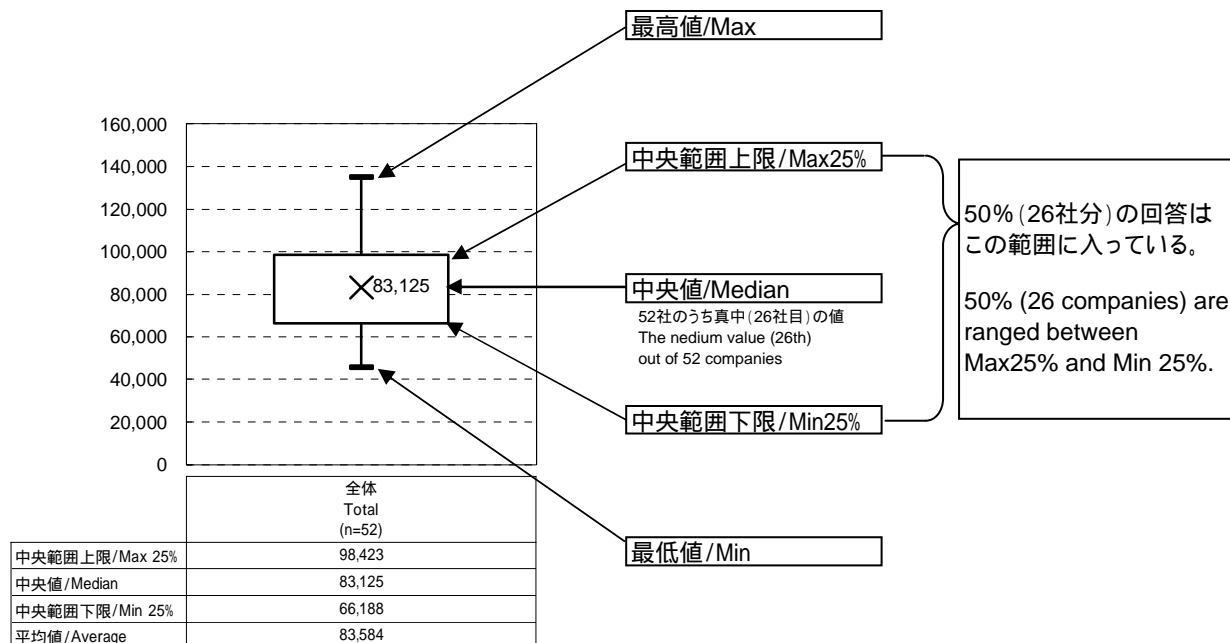 最高値/Max
160,000
140,000
120,000
100,000
80,000
60,000
40,000
20,000
0
83,125
中央範囲上限/Max25%
中央値/Median
52社のうち真中(26社目)の値
The nedium value (26th)
out of 52 companies
中央範囲下限/Min25%
最低値/Min
50%(26社分)の回答は
この範囲に入っている。
50% (26 companies) are
ranged between
Max25% and Min 25%.
全体
Total
(n=52)
中央範囲上限/Max 25% 98,423
中央値/Median 83,125
中央範囲下限/Min 25% 66,188
平均値/Average 83,584